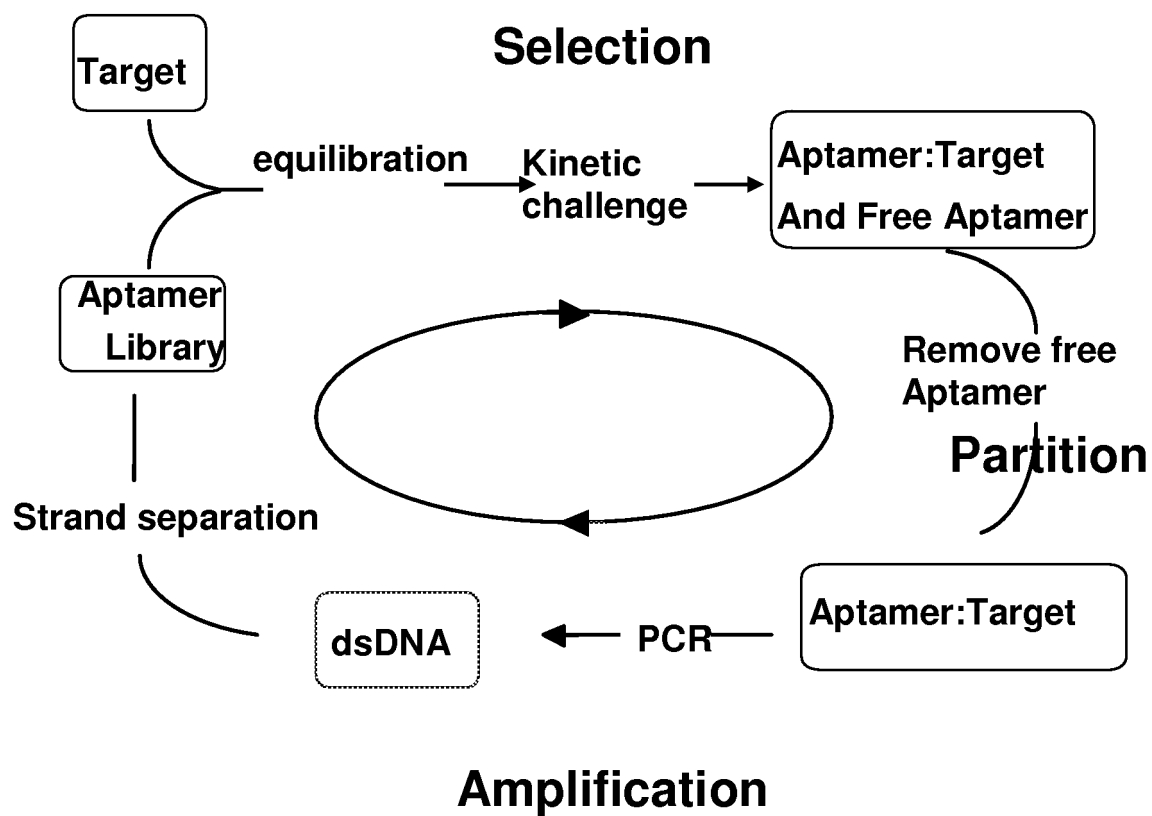 Selection
Target
equilibration
Kinetic
challenge
Aptamer:Target
And Free Aptamer
Aptamer
Library
Remove free
Aptamer
Partition
Strand separation
dsDNA
PCR
Aptamer:Target
Amplification